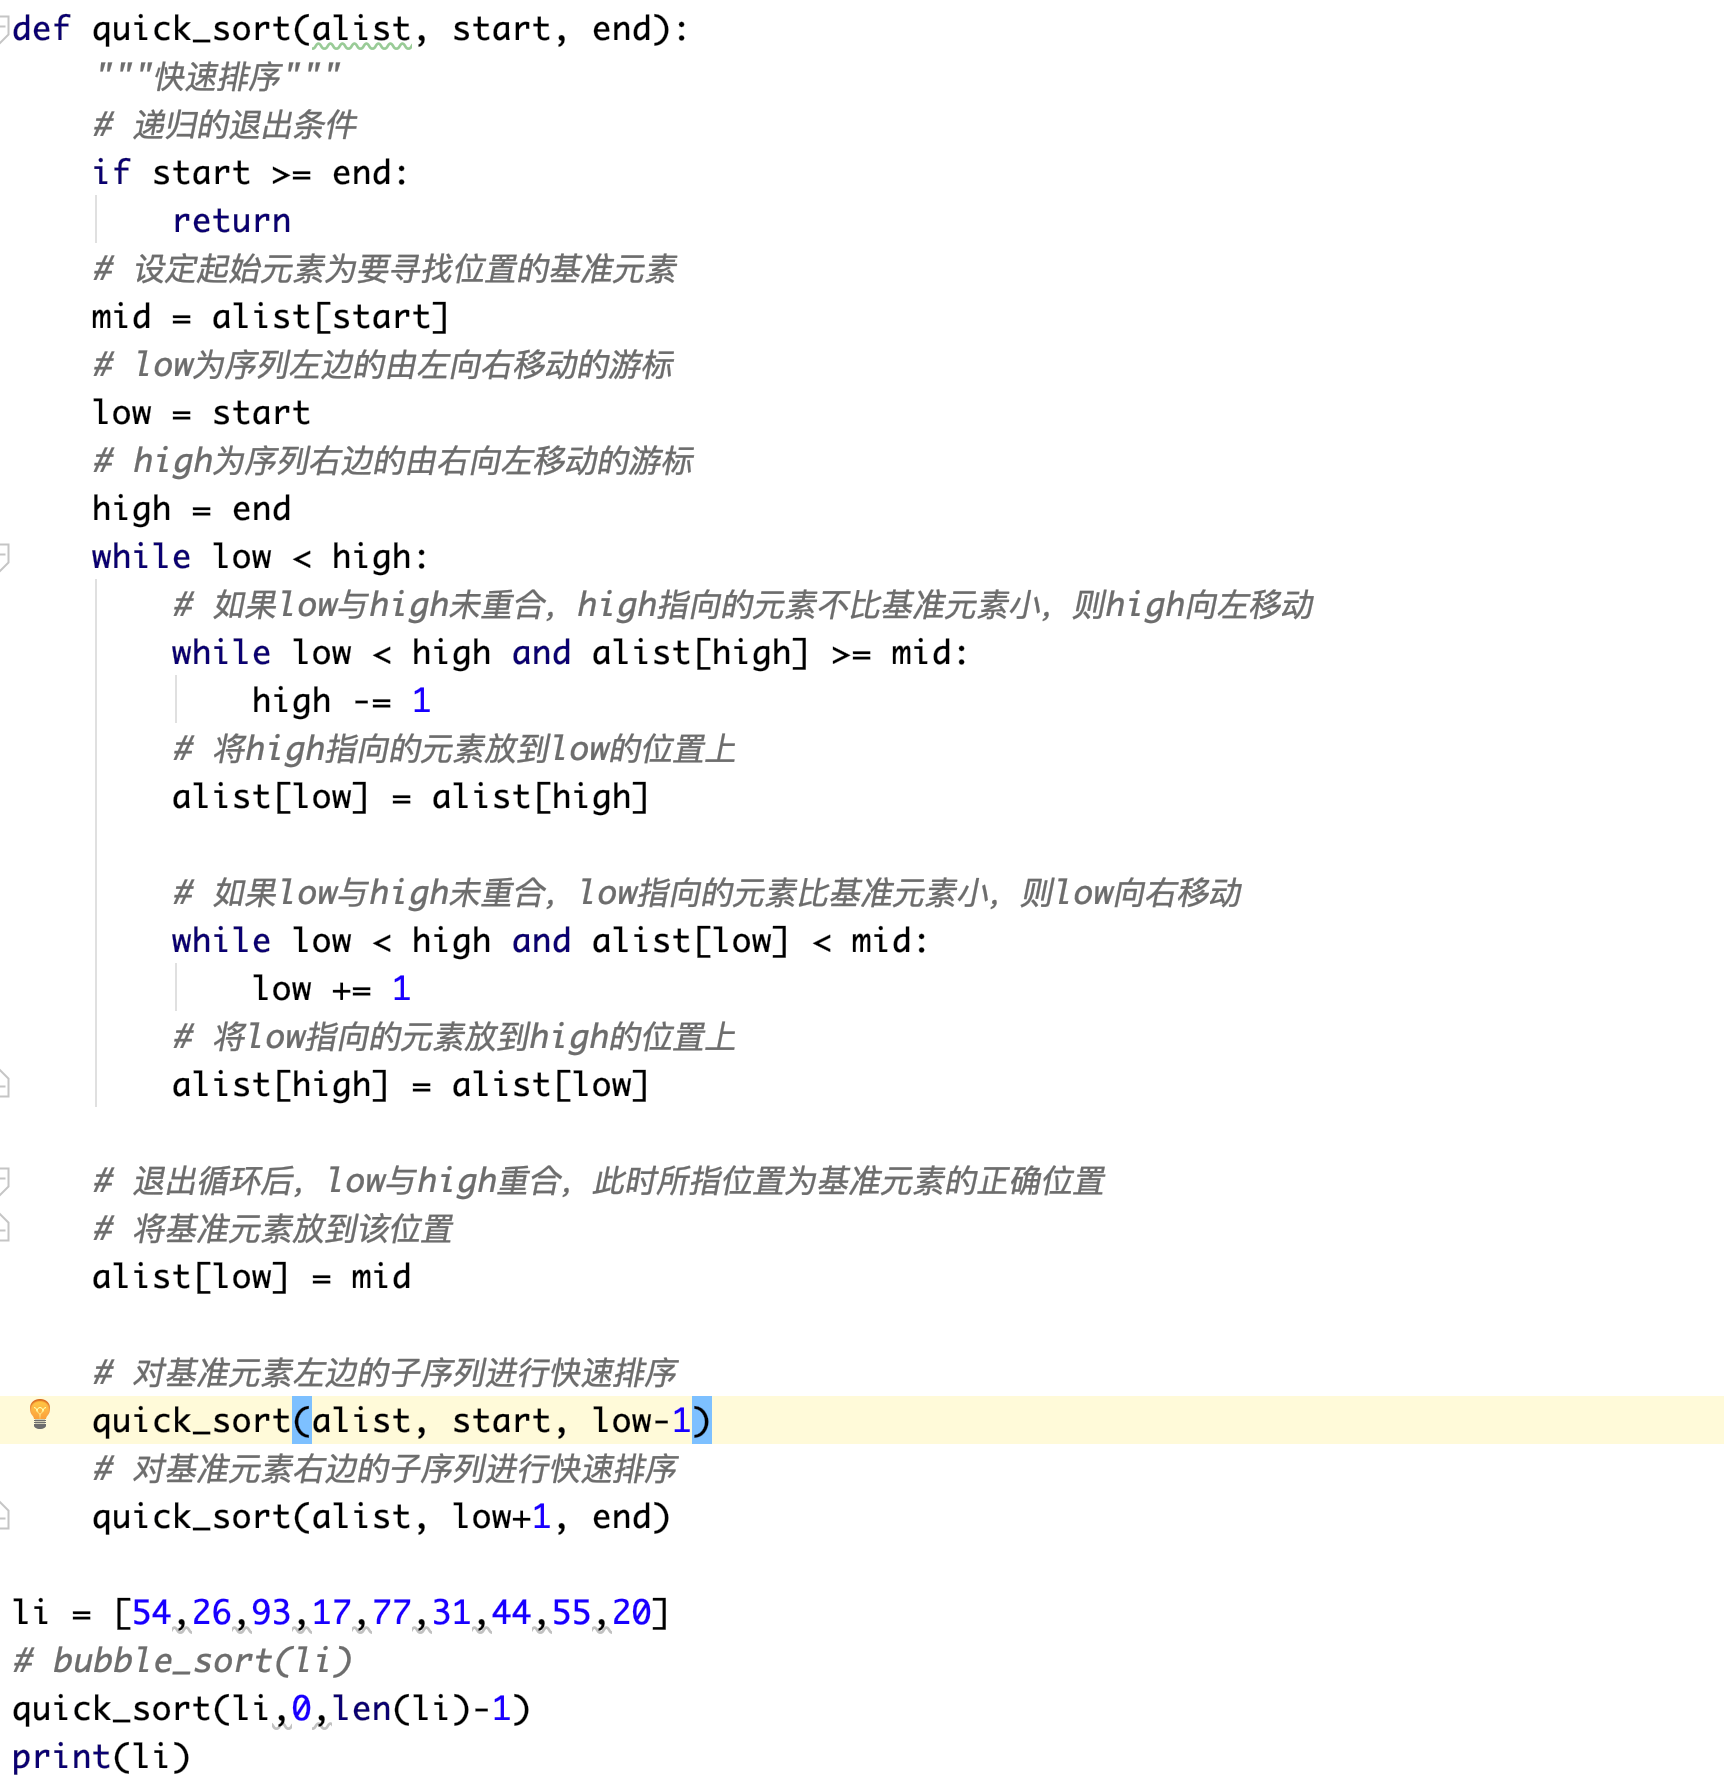 def quick_sort(alist, start, end):
    """快速排序"""
    # 递归的退出条件
    if start >= end:
        return
    # 设定起始元素为要寻找位置的基准元素
    mid = alist[start]
    # low为序列左边的由左向右移动的游标
    low = start
    # high为序列右边的由右向左移动的游标
    high = end
    while low < high:
        # 如果low与high未重合，high指向的元素不比基准元素小，则high向左移动
        while low < high and alist[high] >= mid:
            high -= 1
        # 将high指向的元素放到low的位置上
        alist[low] = alist[high]

        # 如果low与high未重合，low指向的元素比基准元素小，则low向右移动
        while low < high and alist[low] < mid:
            low += 1
        # 将low指向的元素放到high的位置上
        alist[high] = alist[low]

    # 退出循环后，low与high重合，此时所指位置为基准元素的正确位置
    # 将基准元素放到该位置
    alist[low] = mid

    # 对基准元素左边的子序列进行快速排序
    quick_sort(alist, start, low-1)
    # 对基准元素右边的子序列进行快速排序
    quick_sort(alist, low+1, end)

li = [54,26,93,17,77,31,44,55,20]
# bubble_sort(li)
quick_sort(li,0,len(li)-1)
print(li)